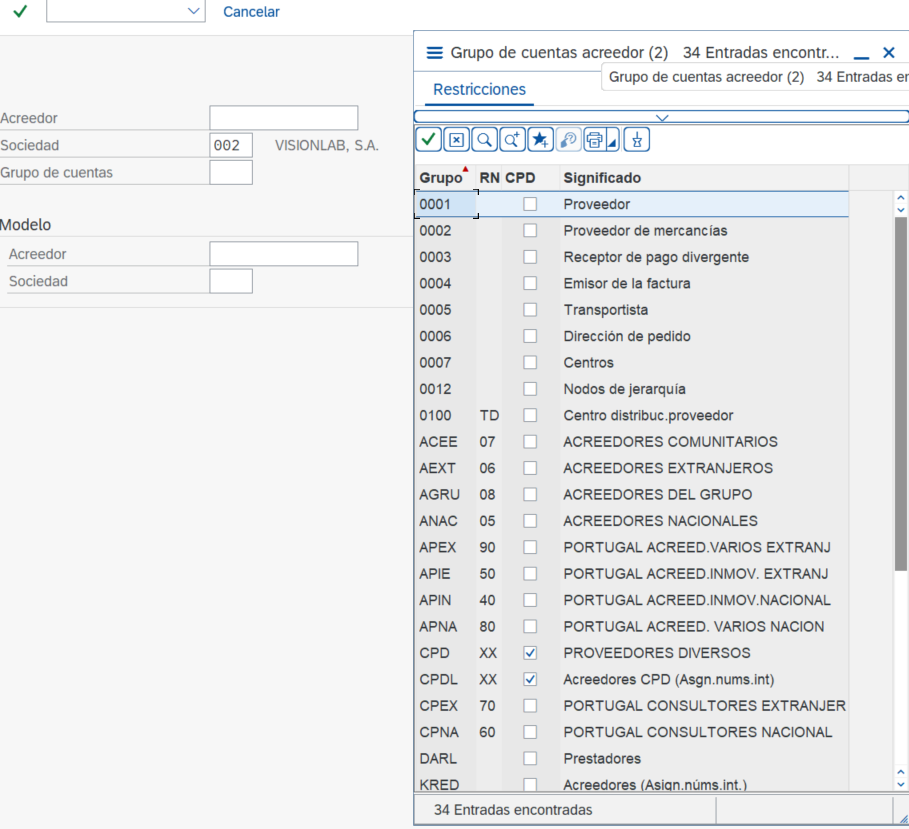 Cancelar
Grupo de cuentas acreedor (2) 34 Entradas encontr...
Grupo de cuentas acreedor (2) 34 Entradas er
Restricciones
Acreedor
Sociedad 002 VISIONLAB, S.A.
Grupo de cuentas
Modelo
Acreedor
Sociedad
Grupo RN CPD Significado
0001 Proveedor
0002 Proveedor de mercancías
0003 Receptor de pago divergente
0004 Emisor de la factura
0005 Transportista
0006 Dirección de pedido
0007 Centros
0012 Nodos de jerarquía
0100 TD Centro distribuc.proveedor
ACEE 07 ACREEDORES COMUNITARIOS
AEXT 06 ACREEDORES EXTRANJEROS
AGRU 08 ACREEDORES DEL GRUPO
ANAC 05 ACREEDORES NACIONALES
APEX 90 PORTUGAL ACREED.VARIOS EXTRANJ
APIE 50 PORTUGAL ACREED.INMOV. EXTRANJ
APIN 40 PORTUGAL ACREED.INMOV.NACIONAL
APNA 80 PORTUGAL ACREED. VARIOS NACION
CPD XX PROVEEDORES DIVERSOS
CPDL XX Acreedores CPD (Asgn.nums.int)
CPEX 70 PORTUGAL CONSULTORES EXTRANJER
CPNA 60 PORTUGAL CONSULTORES NACIONAL
DARL Prestadores
KRED Acreedores (Asign.núms.int.)
34 Entradas encontradas